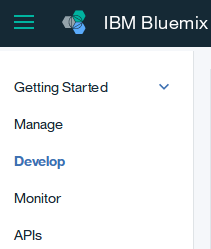 IBM Bluemix
Getting Started
Manage
Develop
Monitor
APIs